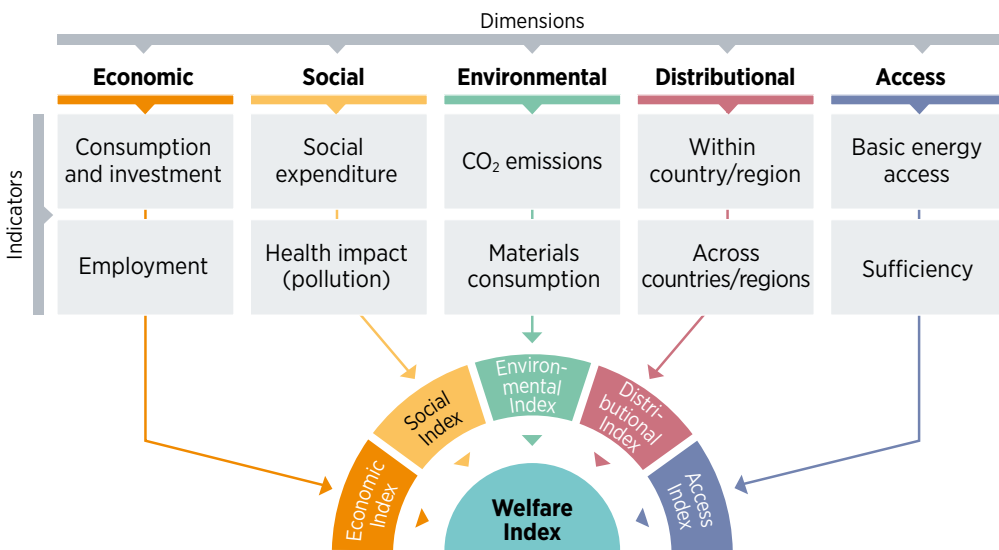 Dimensions
Economic
Social
Environmental
Distributional
Access
Indicators
Consumption
and investment
Social
expenditure
CO₂ emissions
Within
country/region
Basic energy
access
Employment
Health impact
(pollution)
Materials
consumption
Across
countries/regions
Sufficiency
Economic
Index
Social
Index
Environ-
mental
Index
Distri-
butional
Index
Access
Index
Welfare
Index